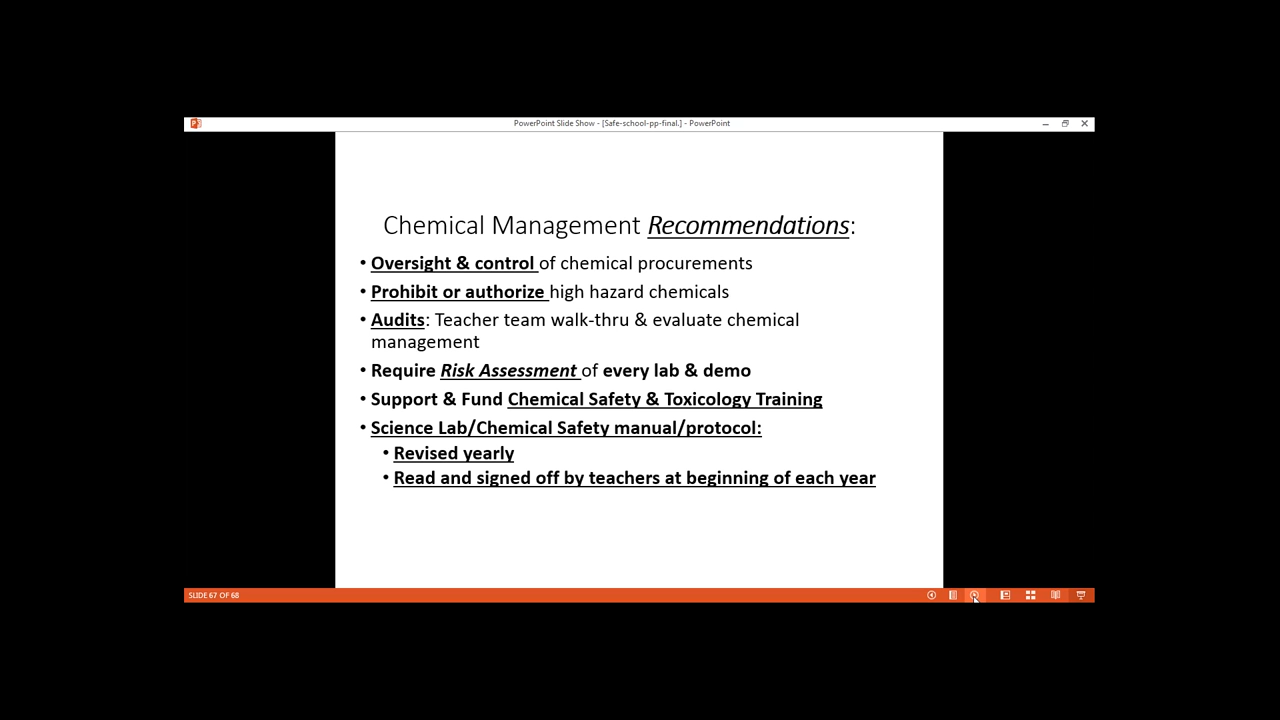 PowerPoint Slide Show - [Safe-school-pp-final.] - PowerPoint
Chemical Management Recommendations:
• Oversight & control of chemical procurements
• Prohibit or authorize high hazard chemicals
• Audits: Teacher team walk-thru & evaluate chemical
management
• Require Risk Assessment of every lab & demo
• Support & Fund Chemical Safety & Toxicology Training
• Science Lab/Chemical Safety manual/protocol:
• Revised yearly
• Read and signed off by teachers at beginning of each year
SLIDE 67 OF 68